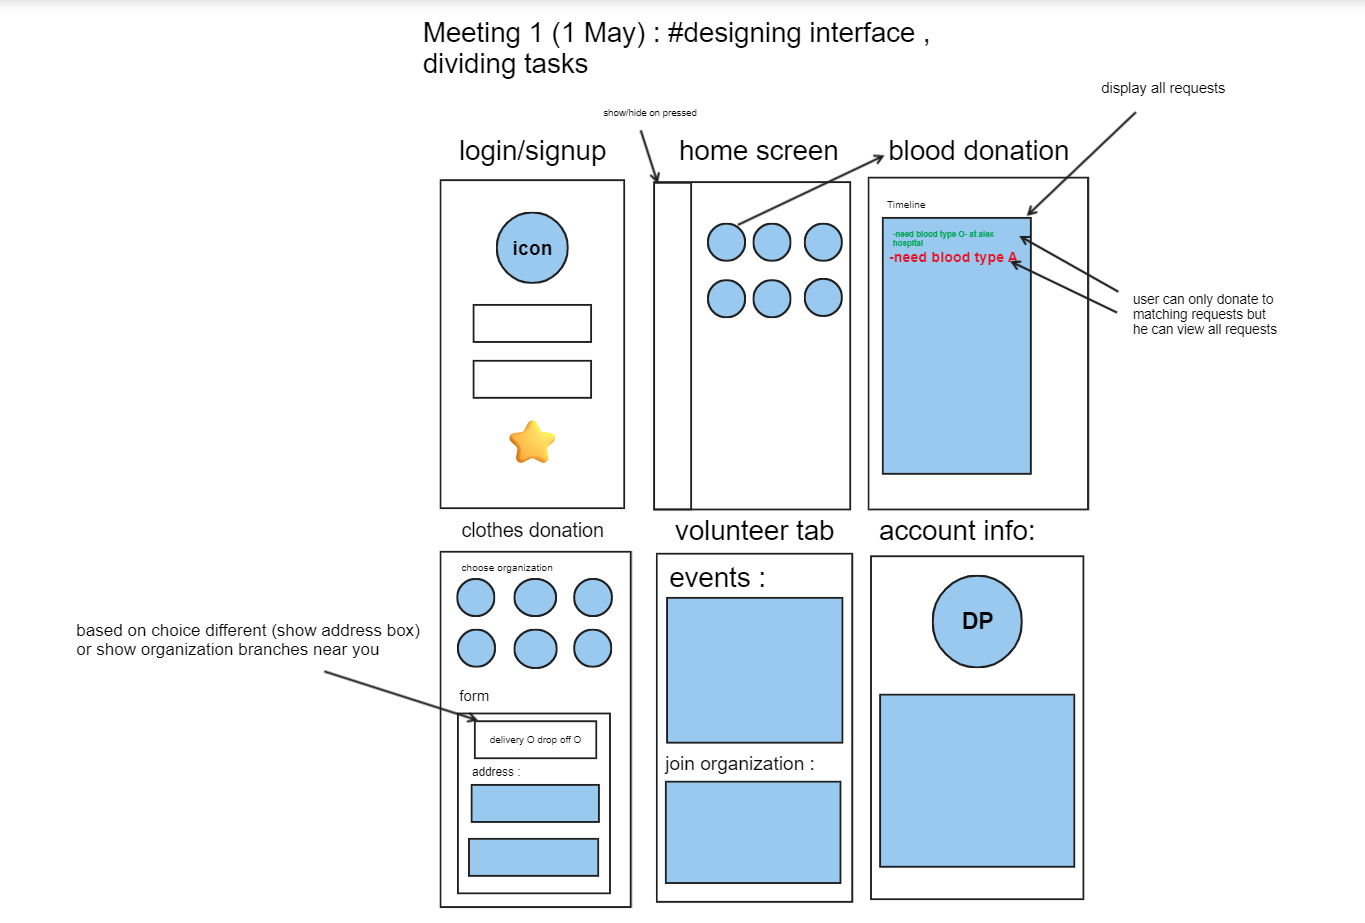 Meeting 1 (1 May) : #designing interface ,
dividing tasks
display all requests
show/hide on pressed
login/signup
home screen
blood donation
icon
Timeline
-need blood type O- at alex
hospital
-need blood type A
user can only donate to
matching requests but
he can view all requests
clothes donation
volunteer tab
account info:
choose organization
events :
DP
based on choice different (show address box)
or show organization branches near you
form
delivery O drop off O
address :
join organization :